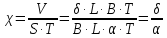 χ = V / (S · T) = (δ · L · B · T) / (B · L · α · T) = δ / α